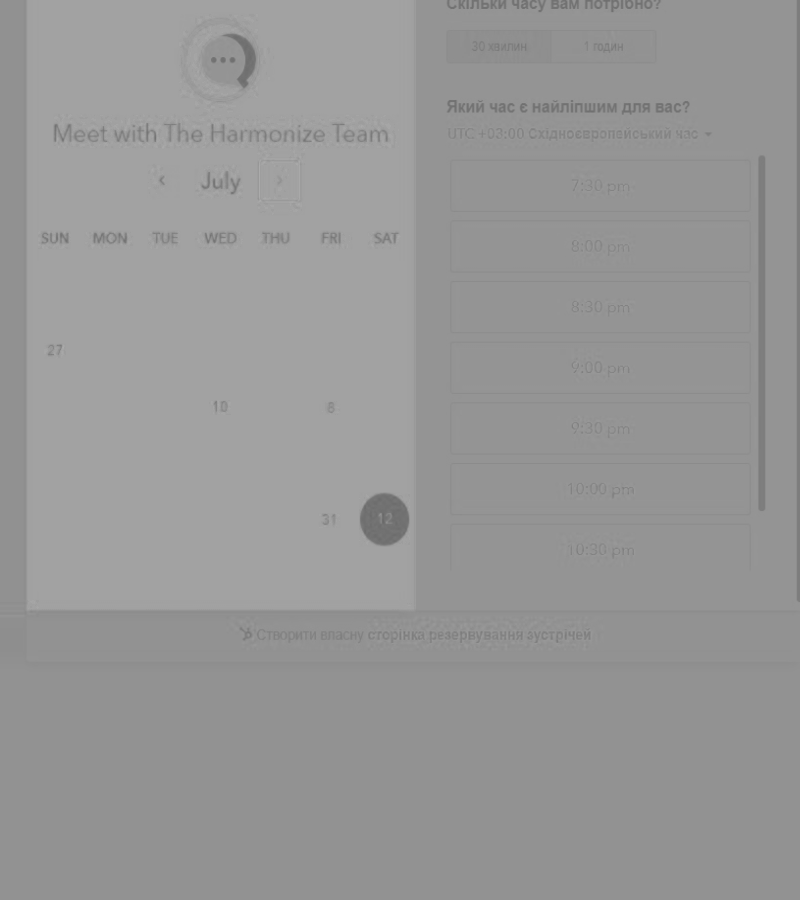 Скільки часу вам потрібно?
30 хвилин
1 годин
Meet with The Harmonize Team
July
SUN MON TUE WED THU FRI SAT
27
10 8
31 12
Який час є найліпшим для вас?
UTC +03:00 Східноєвропейський час
7:30 pm
8:00 pm
8:30 pm
9:00 pm
9:30 pm
10:00 pm
10:30 pm
Створити власну сторінка резервування зустрічей